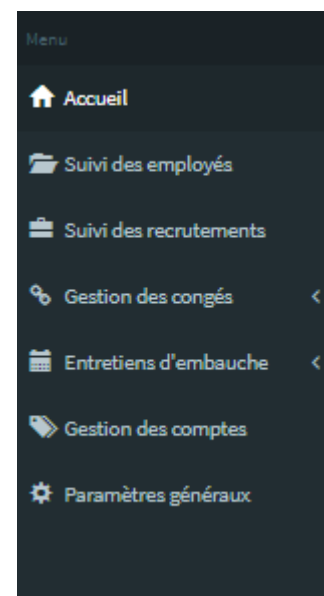 Menu
Accueil
Suivi des employés
Suivi des recrutements
Gestion des congés
Entretiens d'embauche
Gestion des comptes
Paramètres généraux